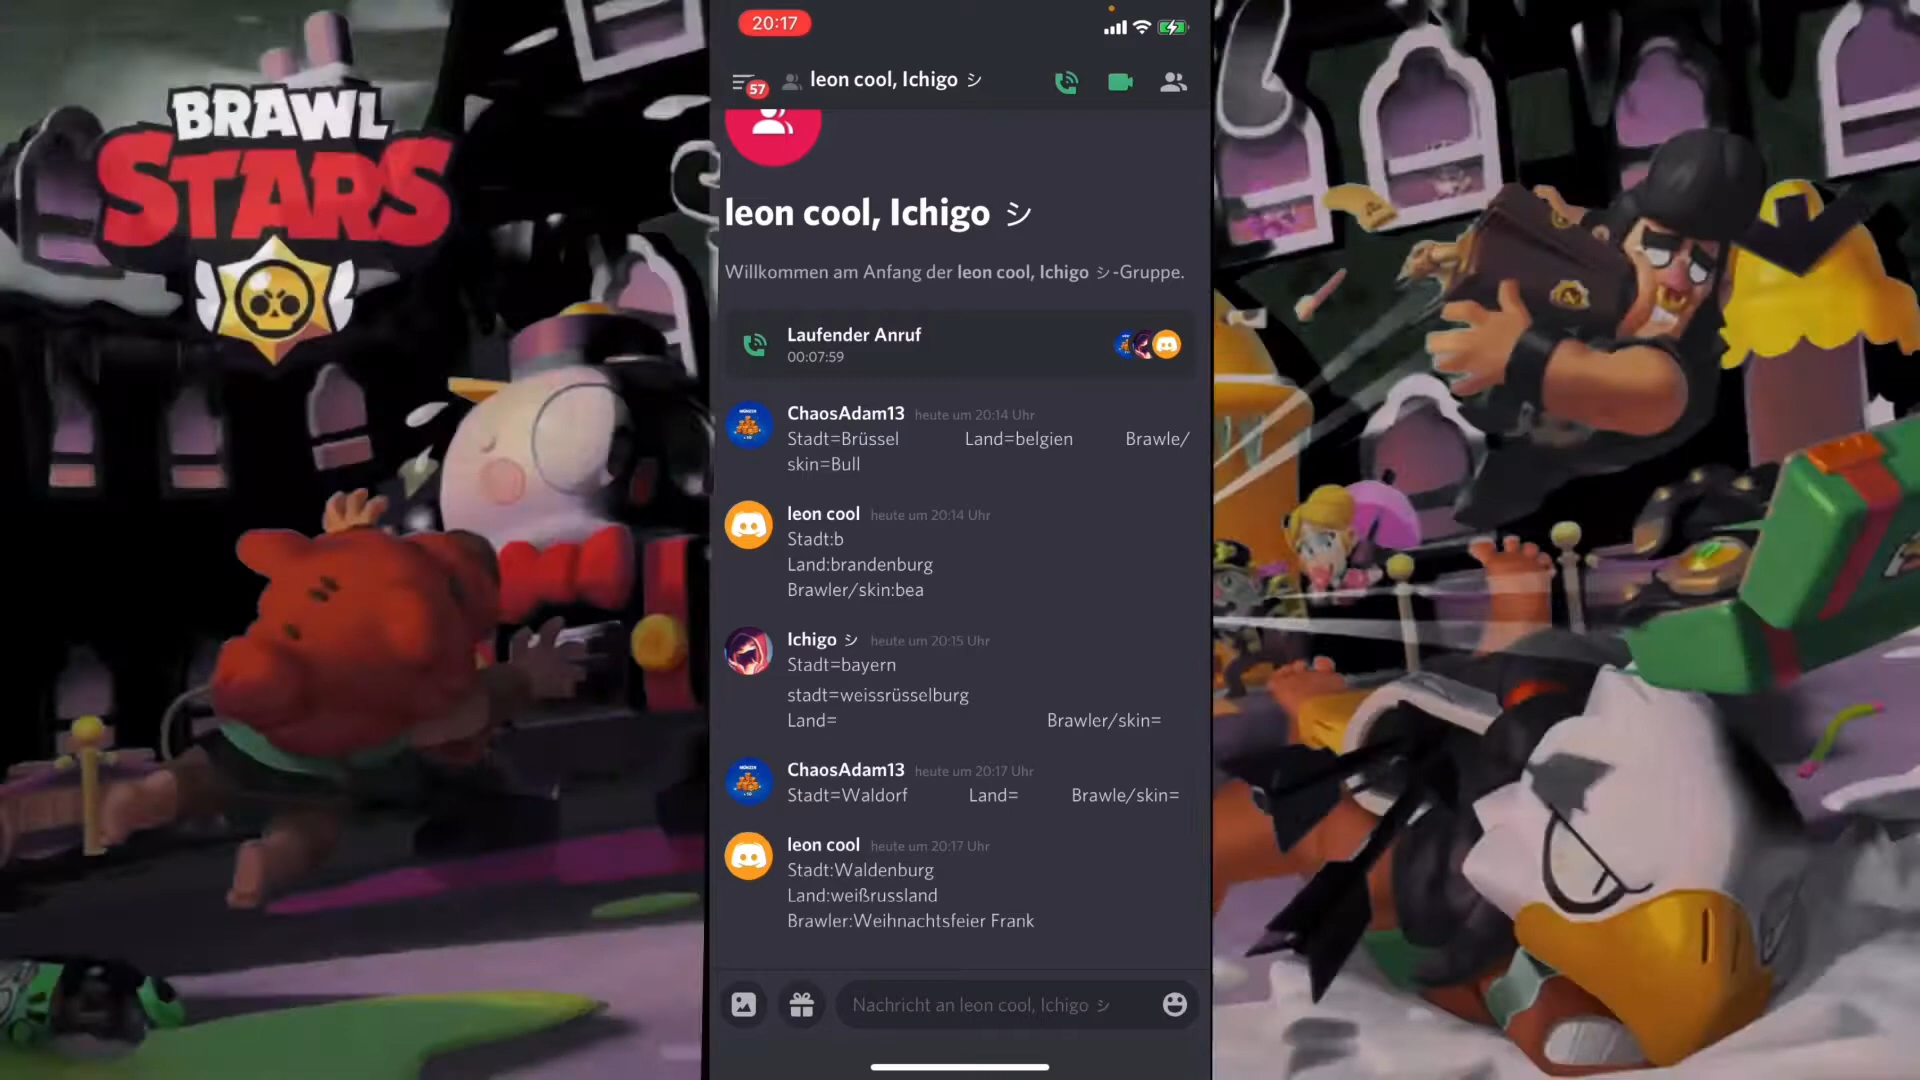 BRAWL
STARS
20:17
57
leon cool, Ichigo シ
leon cool, Ichigo シ
Willkommen am Anfang der leon cool, Ichigo シ-Gruppe.
Laufender Anruf
00:07:59
ChaosAdam13 heute um 20:14 Uhr
Stadt=Brüssel Land=belgien Brawle/
skin=Bull
leon cool heute um 20:14 Uhr
Stadt:b
Land:brandenburg
Brawler/skin:bea
Ichigo シ heute um 20:15 Uhr
Stadt=bayern
stadt=weissrüsselburg
Land= Brawler/skin=
ChaosAdam13 heute um 20:17 Uhr
Stadt=Waldorf Land= Brawle/skin=
leon cool heute um 20:17 Uhr
Stadt:Waldenburg
Land:weißrussland
Brawler:Weihnachtsfeier Frank
Nachricht an leon cool, Ichigo シ